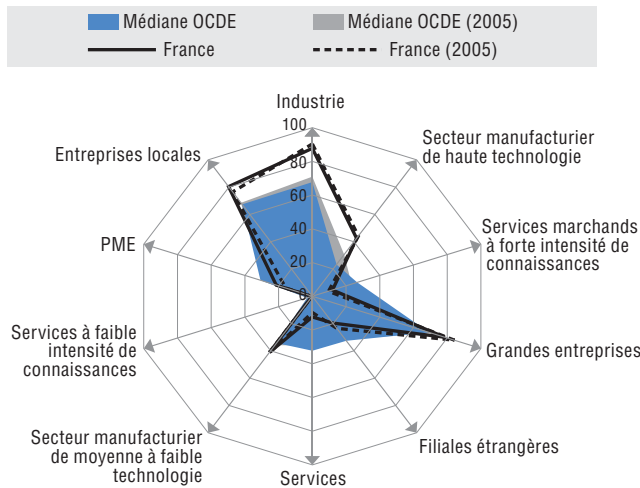 Médiane OCDE
Médiane OCDE (2005)
France
France (2005)
Industrie
100
80
60
40
20
0
Secteur manufacturier
de haute technologie
Services marchands
à forte intensité de
connaissances
Grandes entreprises
Filiales étrangères
Services
Secteur manufacturier
de moyenne à faible
technologie
Services à faible
intensité de
connaissances
PME
Entreprises locales